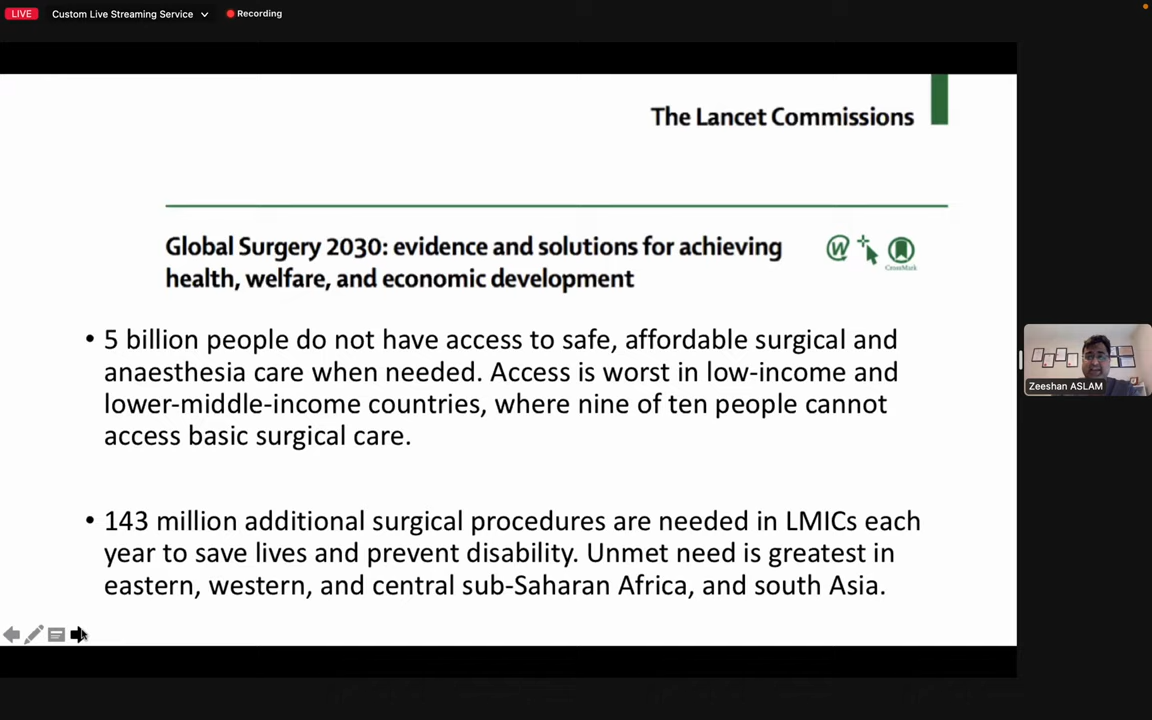 LIVE Custom Live Streaming Service Recording
The Lancet Commissions
Global Surgery 2030: evidence and solutions for achieving
health, welfare, and economic development
CrossMark
• 5 billion people do not have access to safe, affordable surgical and
anaesthesia care when needed. Access is worst in low-income and
lower-middle-income countries, where nine of ten people cannot
access basic surgical care.
• 143 million additional surgical procedures are needed in LMICs each
year to save lives and prevent disability. Unmet need is greatest in
eastern, western, and central sub-Saharan Africa, and south Asia.
Zeeshan ASLAM